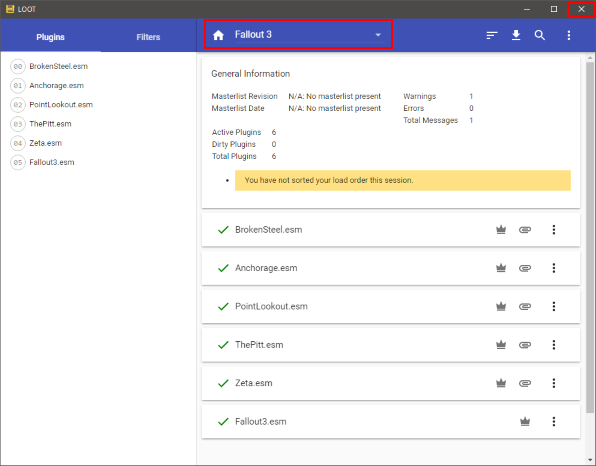 LOOT
Plugins
Filters
Fallout 3
00 BrokenSteel.esm
01 Anchorage.esm
02 PointLookout.esm
03 ThePitt.esm
04 Zeta.esm
05 Fallout3.esm
General Information
Masterlist Revision N/A: No masterlist present Warnings 1
Masterlist Date N/A: No masterlist present Errors 0
Total Messages 1
Active Plugins 6
Dirty Plugins 0
Total Plugins 6
You have not sorted your load order this session.
BrokenSteel.esm
Anchorage.esm
PointLookout.esm
ThePitt.esm
Zeta.esm
Fallout3.esm